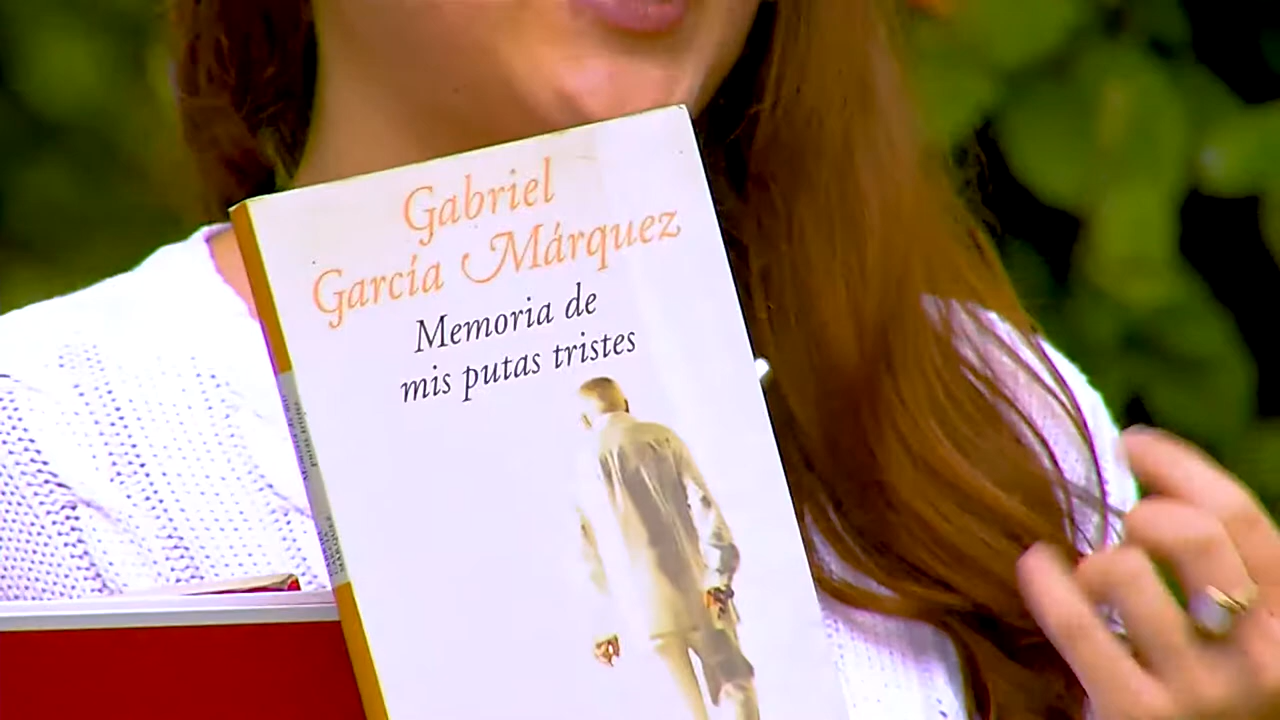 Gabriel
García Márquez
Memoria de
mis putas tristes